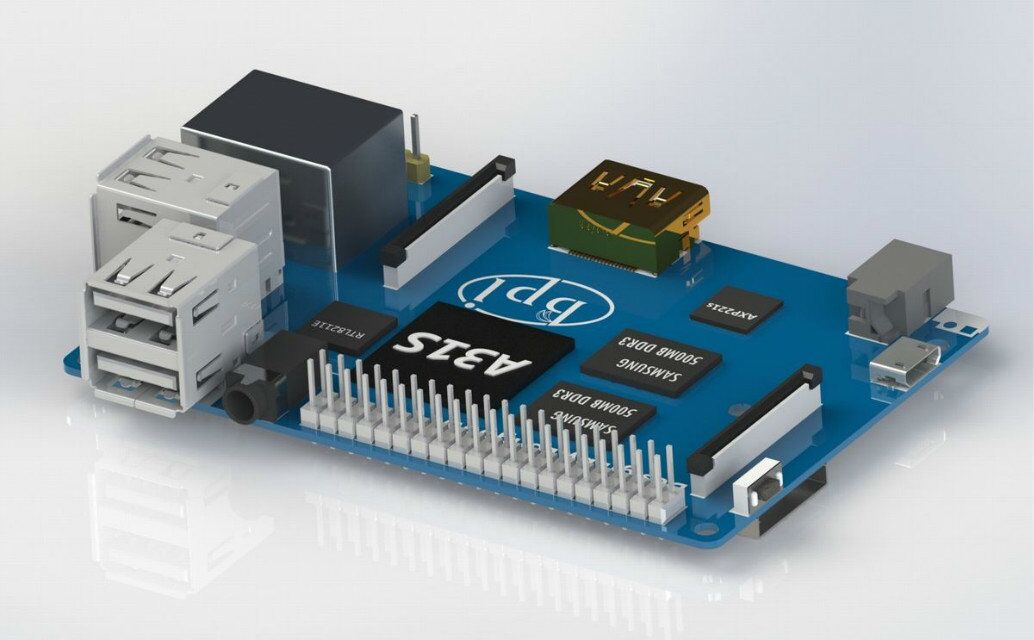 bpi
AXP221s
RTL8211E
A31S
SAMSUNG
500MB DDR3
SAMSUNG
500MB DDR3